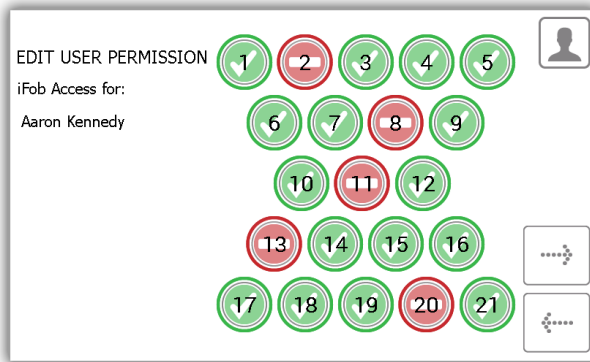 EDIT USER PERMISSION
iFob Access for:
Aaron Kennedy
1 2 3 4 5
6 7 8 9
10 11 12
13 14 15 16
17 18 19 20 21